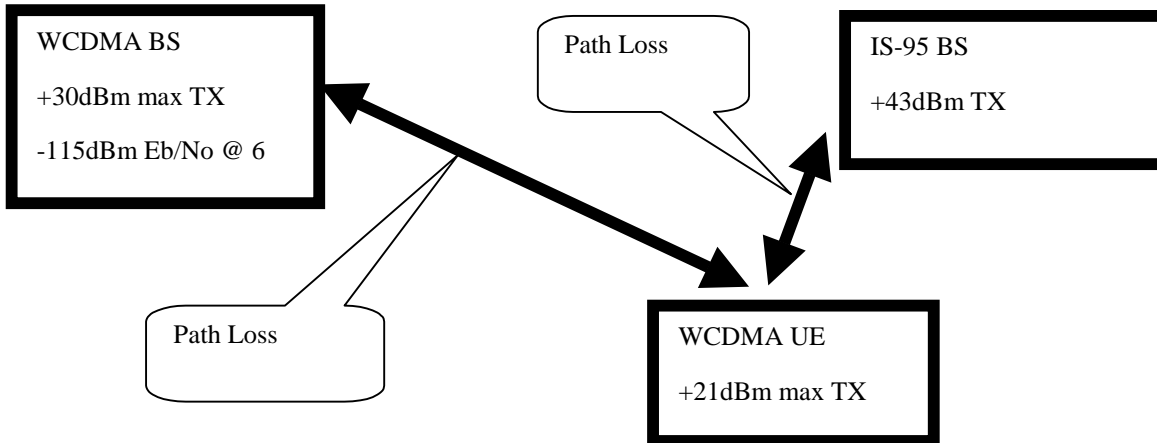 WCDMA BS
+30dBm max TX
-115dBm Eb/No @ 6
Path Loss
IS-95 BS
+43dBm TX
Path Loss
WCDMA UE
+21dBm max TX